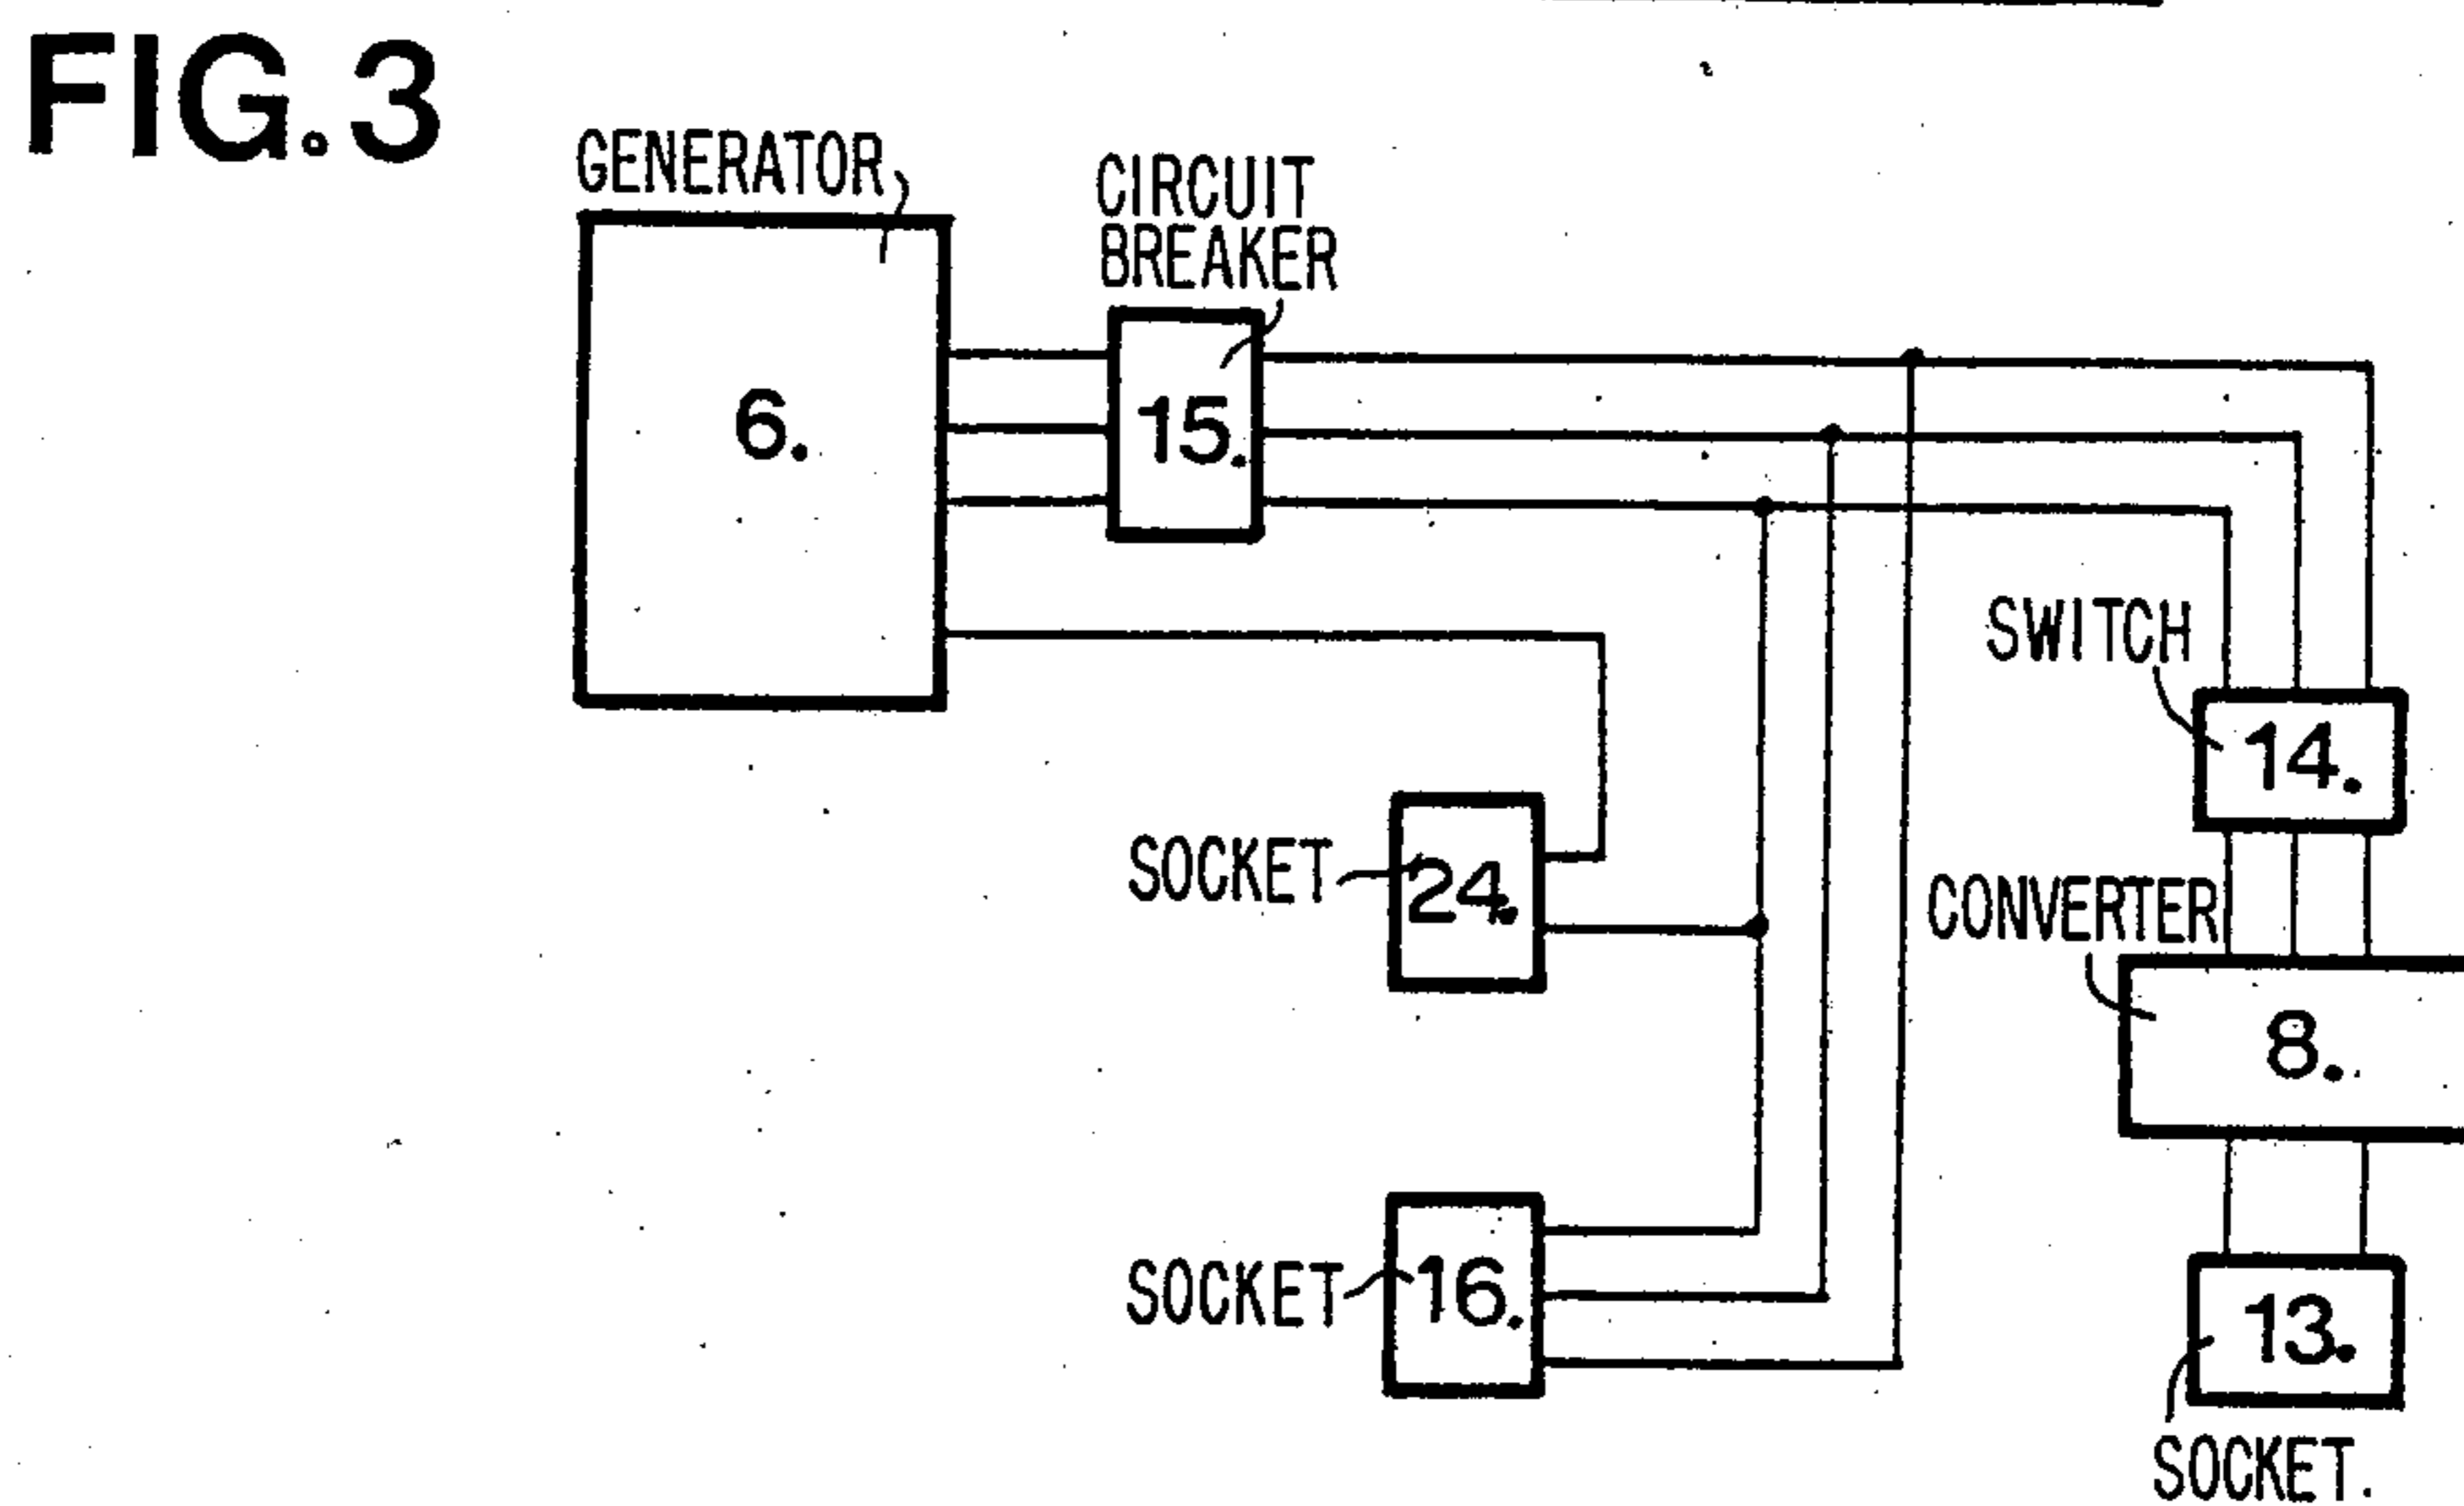 FIG.3
GENERATOR
CIRCUIT
BREAKER
6.
15.
SWITCH
14.
SOCKET
24.
CONVERTER
8.
SOCKET
16.
13.
SOCKET.